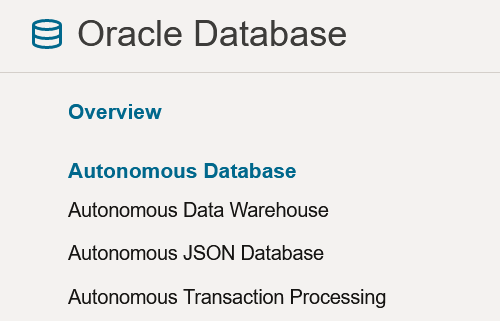 Oracle Database
Overview
Autonomous Database
Autonomous Data Warehouse
Autonomous JSON Database
Autonomous Transaction Processing